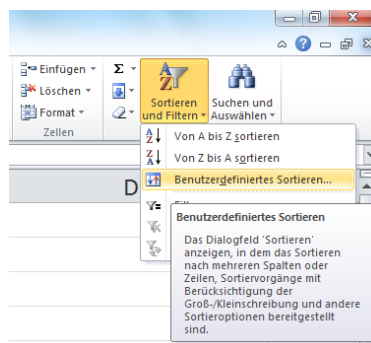 Einfügen
Löschen
Format
Zellen
Σ
Sortieren
und Filtern
Suchen und
Auswählen
Von A bis Z sortieren
Von Z bis A sortieren
Benutzerdefiniertes Sortieren...
D
Benutzerdefiniertes Sortieren
Das Dialogfeld 'Sortieren'
anzeigen, in dem das Sortieren
nach mehreren Spalten oder
Zeilen, Sortiervorgänge mit
Berücksichtigung der
Groß-/Kleinschreibung und andere
Sortieroptionen bereitgestellt
sind.